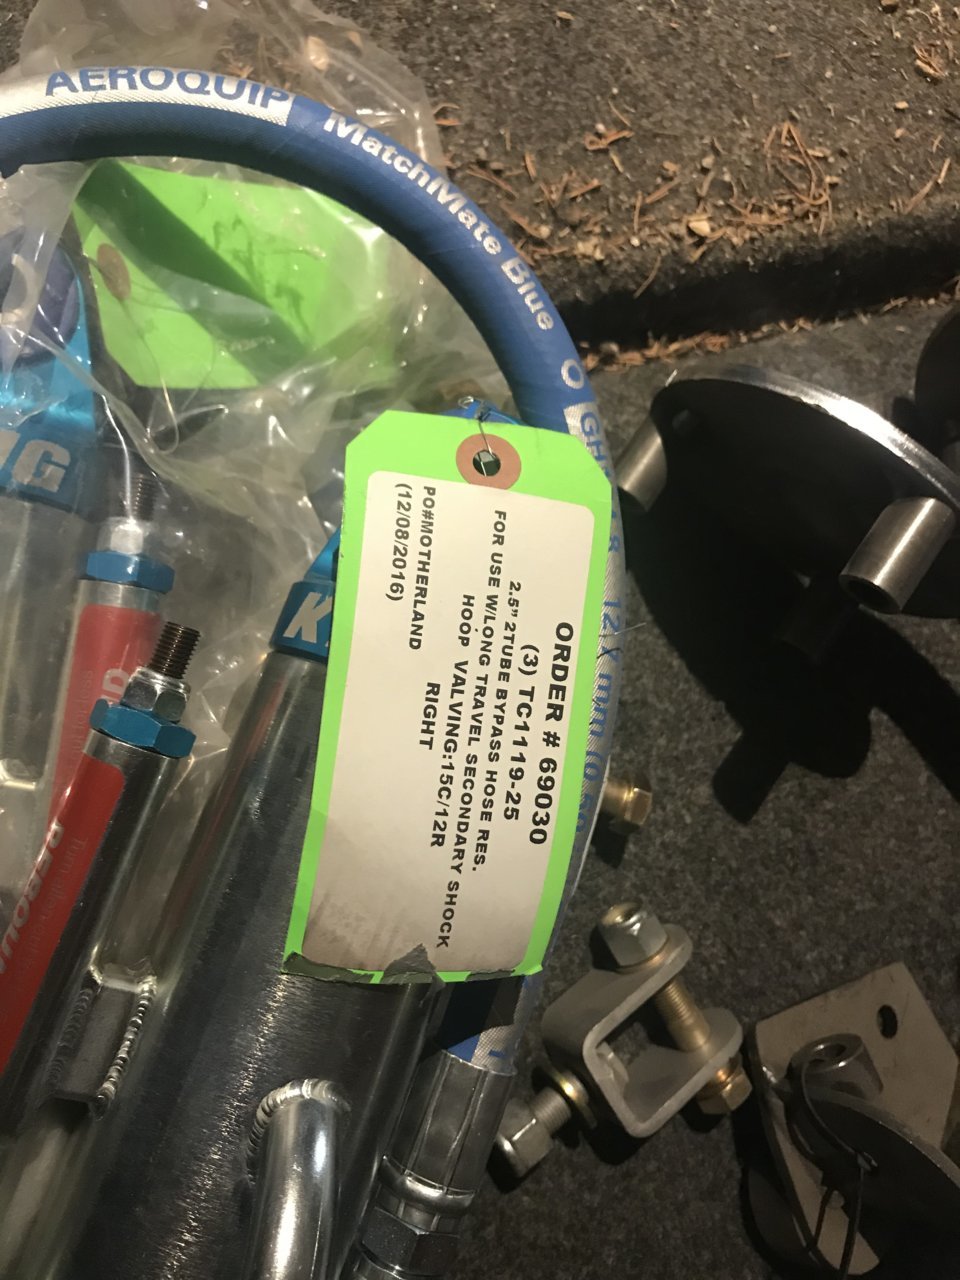 AEROQUIP MatchMate Blue
ORDER # 69030
(3) TC1119-25
2.5" 2TUBE BYPASS HOSE RES.
FOR USE W/LONG TRAVEL SECONDARY SHOCK
HOOP VALVING:15C/12R
RIGHT
PO#MOTHERLAND
(12/08/2016)